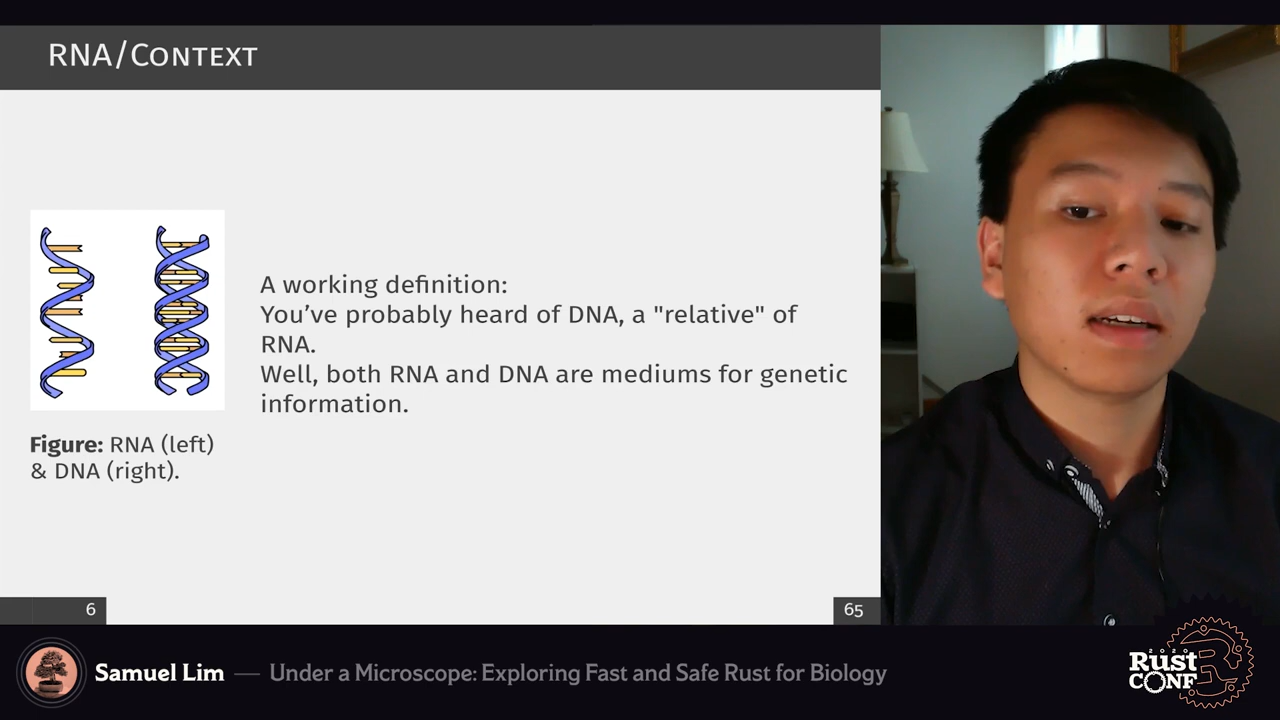 RNA/Context
A working definition:
You’ve probably heard of DNA, a "relative" of
RNA.
Well, both RNA and DNA are mediums for genetic
information.
Figure: RNA (left)
& DNA (right).
6
65
Samuel Lim — Under a Microscope: Exploring Fast and Safe Rust for Biology
2020
Rust
CONF
R